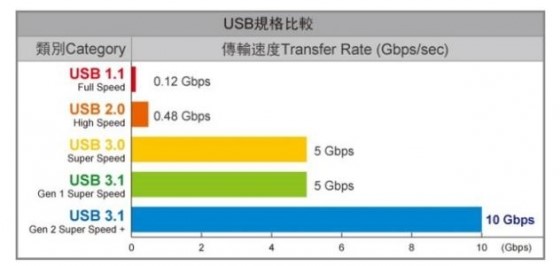 USB規格比較
類別Category
傳輸速度Transfer Rate (Gbps/sec)
USB 1.1
Full Speed
0.12 Gbps
USB 2.0
High Speed
0.48 Gbps
USB 3.0
Super Speed
5 Gbps
USB 3.1
Gen 1 Super Speed
5 Gbps
USB 3.1
Gen 2 Super Speed +
10 Gbps
0 2 4 6 8 10 (Gbps)